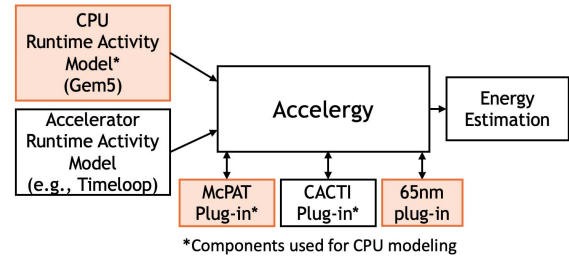 CPU
Runtime Activity
Model*
(Gem5)
Accelerator
Runtime Activity
Model
(e.g., Timeloop)
Accelergy
Energy
Estimation
McPAT
Plug-in*
CACTI
Plug-in*
65nm
plug-in
*Components used for CPU modeling